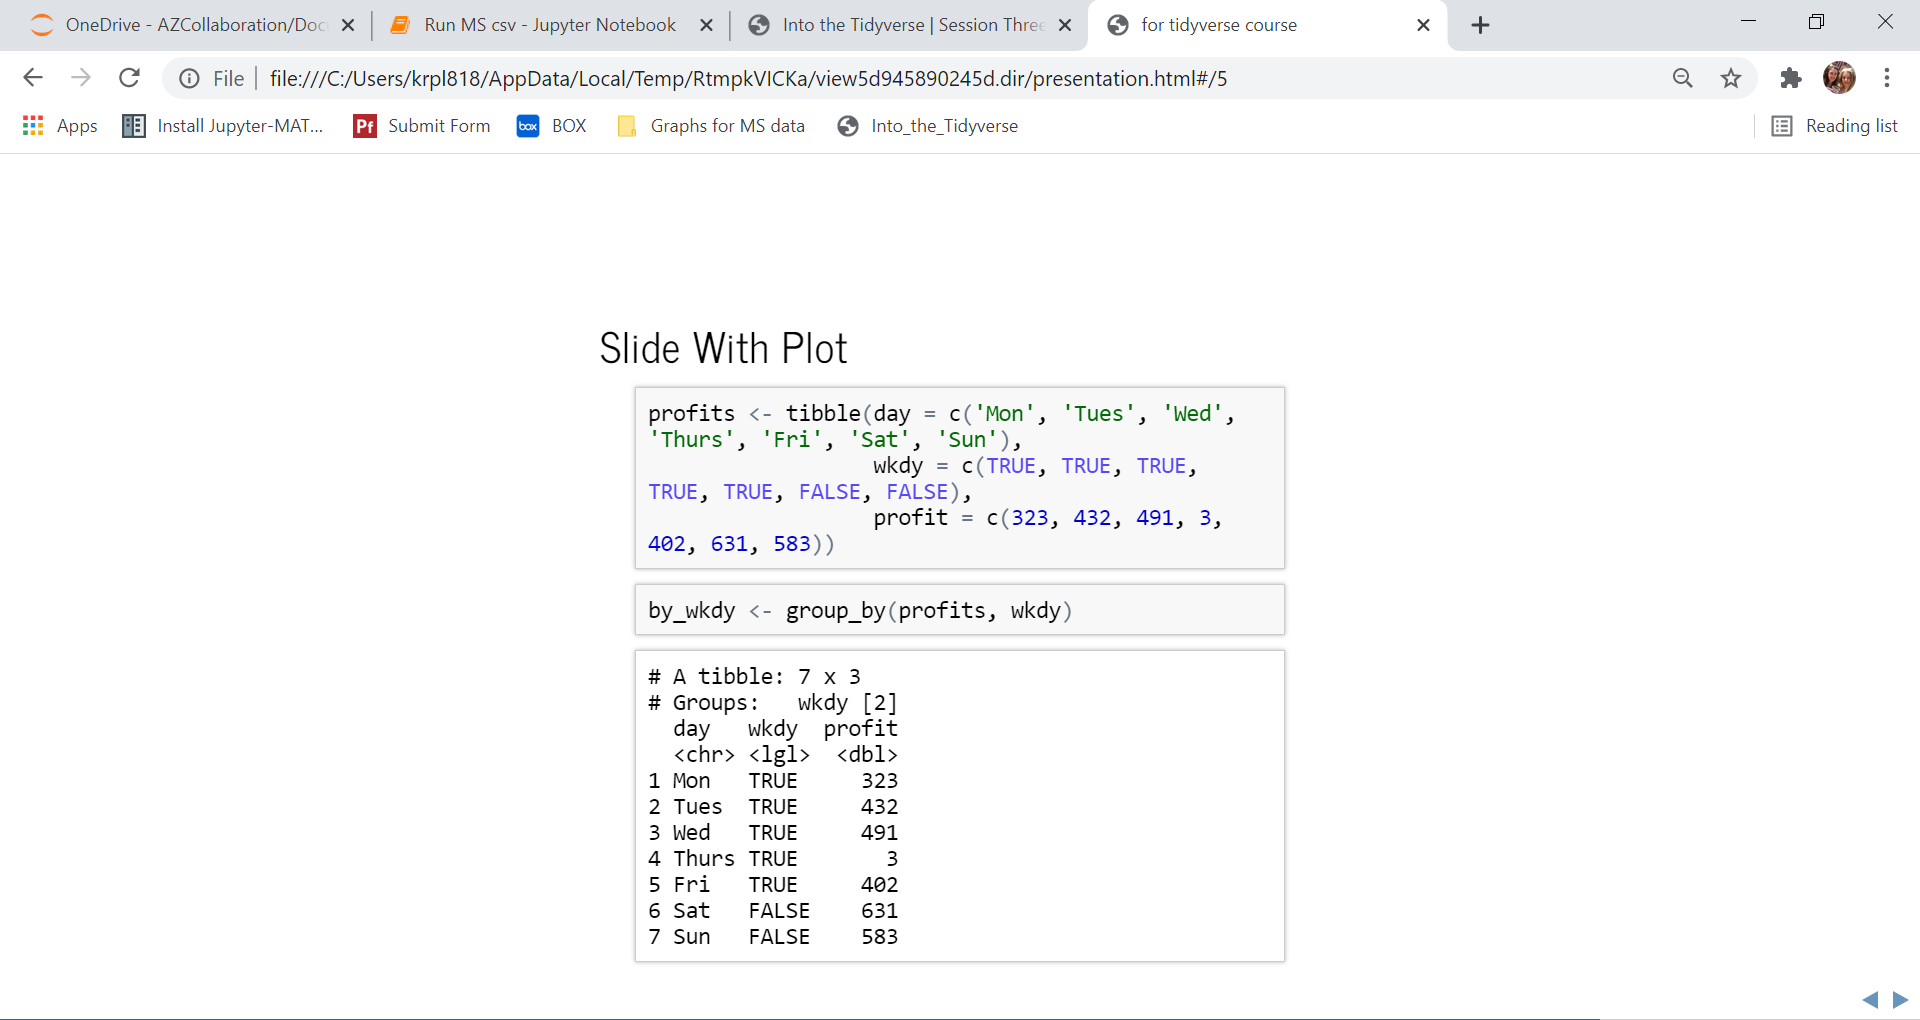 OneDrive - AZCollaboration/Doc
Run MS csv - Jupyter Notebook
Into the Tidyverse | Session Three
for tidyverse course
File
file:///C:/Users/krpl818/AppData/Local/Temp/RtmpkVICKa/view5d945890245d.dir/presentation.html#/5
Apps
Install Jupyter-MAT...
Pf
Submit Form
box
BOX
Graphs for MS data
Into_the_Tidyverse
Reading list
Slide With Plot
profits <- tibble(day = c('Mon', 'Tues', 'Wed',
'Thurs', 'Fri', 'Sat', 'Sun'),
wkdy = c(TRUE, TRUE, TRUE,
TRUE, TRUE, FALSE, FALSE),
profit = c(323, 432, 491, 3,
402, 631, 583))
by_wkdy <- group_by(profits, wkdy)
# A tibble: 7 x 3
# Groups:   wkdy [2]
  day   wkdy  profit
  <chr> <lgl>  <dbl>
1 Mon   TRUE     323
2 Tues  TRUE     432
3 Wed   TRUE     491
4 Thurs TRUE       3
5 Fri   TRUE     402
6 Sat   FALSE    631
7 Sun   FALSE    583